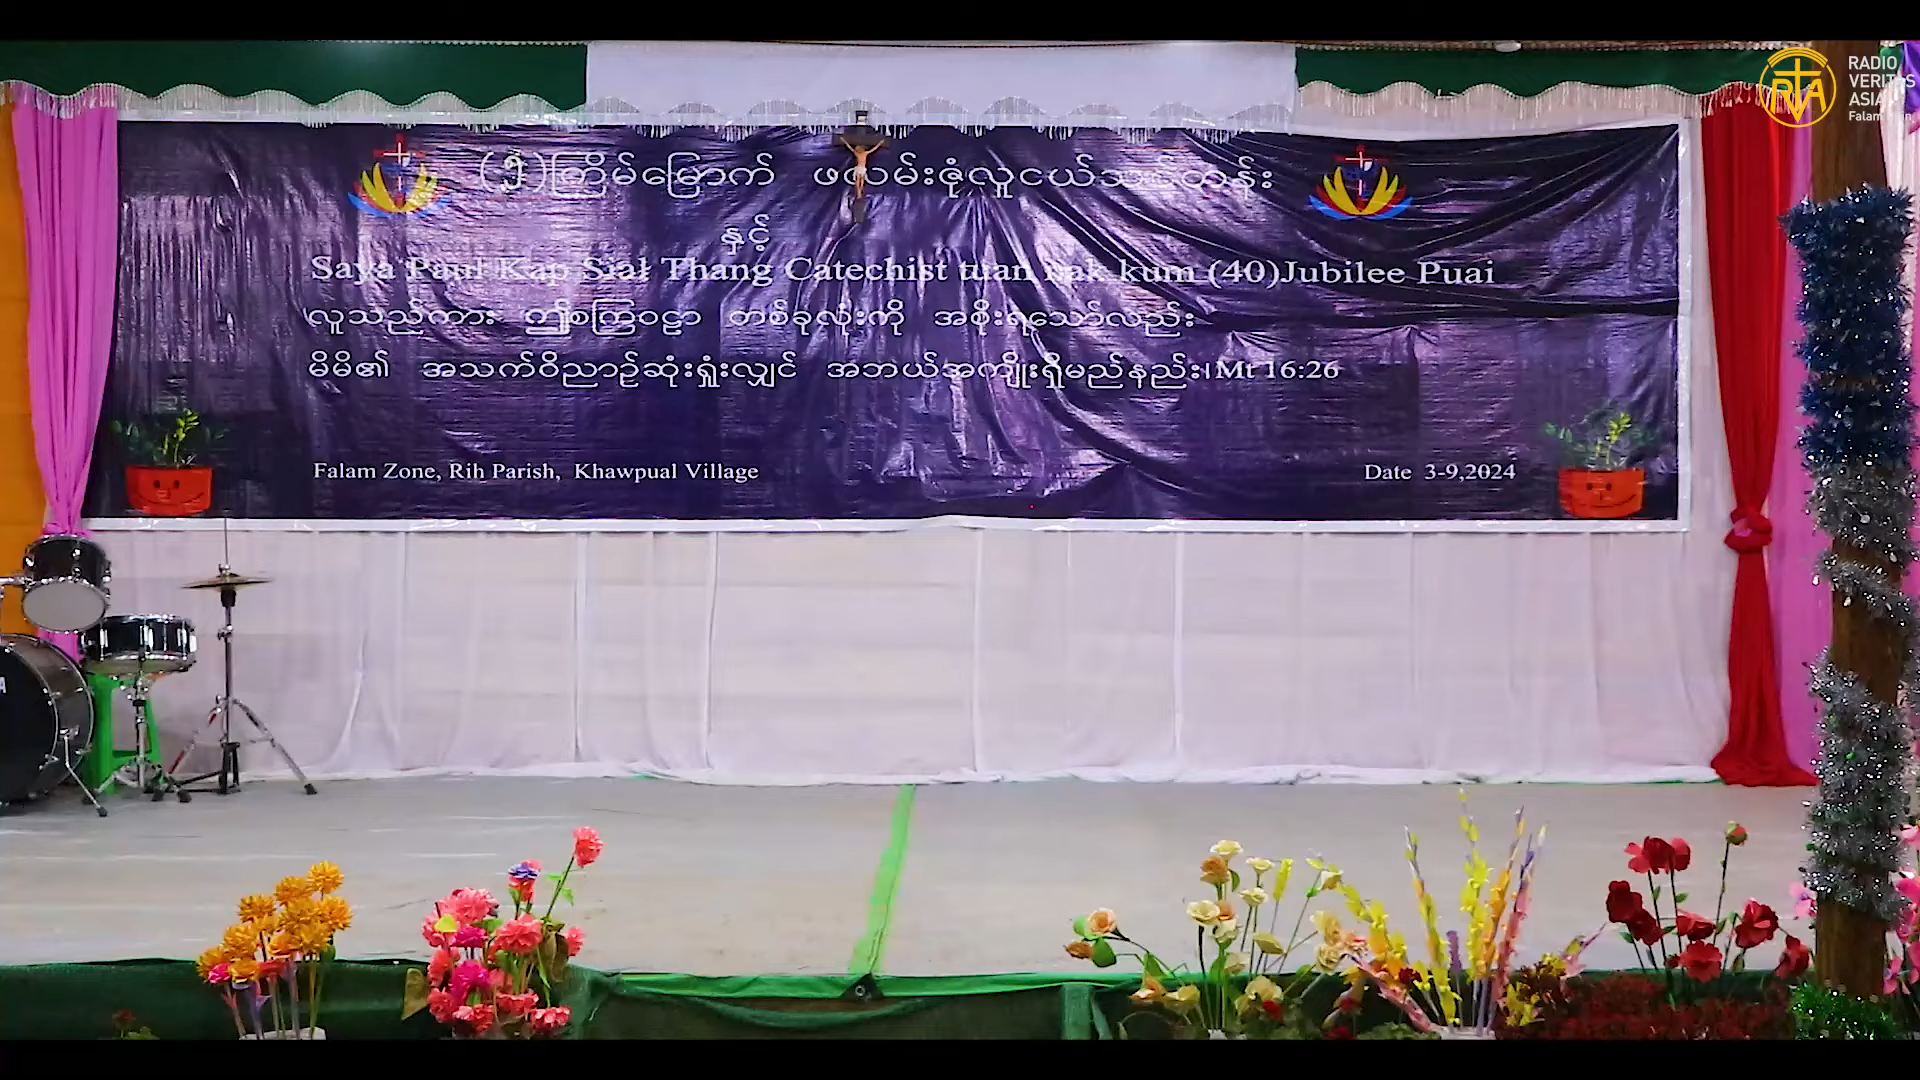 (၅)ကြိမ်မြောက် ဖလမ်းဇုံလူငယ်သင်တန်း
နှင့်
Saya Paul Kap Sial Thang Catechist tuan nak kum (40)Jubilee Puai
လူသည်ကား ဤစကြဝဠာ တစ်ခုလုံးကို အစိုးရသော်လည်း
မိမိ၏ အသက်ဝိညာဉ်ဆုံးရှုံးလျှင် အဘယ်အကျိုးရှိမည်နည်း၊Mt 16:26
Falam Zone, Rih Parish, Khawpual Village
Date 3-9,2024
RADIO
VERITAS
ASIA